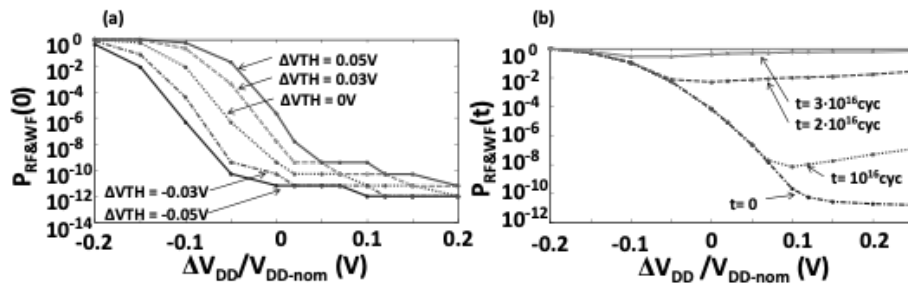 (a)
P_RF&WF(0)
10^0
10^-2
10^-4
10^-6
10^-8
10^-10
10^-12
10^-14
ΔVTH = 0.05V
ΔVTH = 0.03V
ΔVTH = 0V
ΔVTH = -0.03V
ΔVTH = -0.05V
-0.2
-0.1
0
0.1
0.2
ΔV_DD/V_DD-nom (V)
(b)
P_RF&WF(t)
10^0
10^0
10^-2
10^-4
10^-6
10^-8
10^-10
10^-12
t= 3·10^16cyc
t= 2·10^16cyc
t= 10^16cyc
t= 0
-0.2
-0.1
0
0.1
0.2
ΔV_DD/V_DD-nom (V)